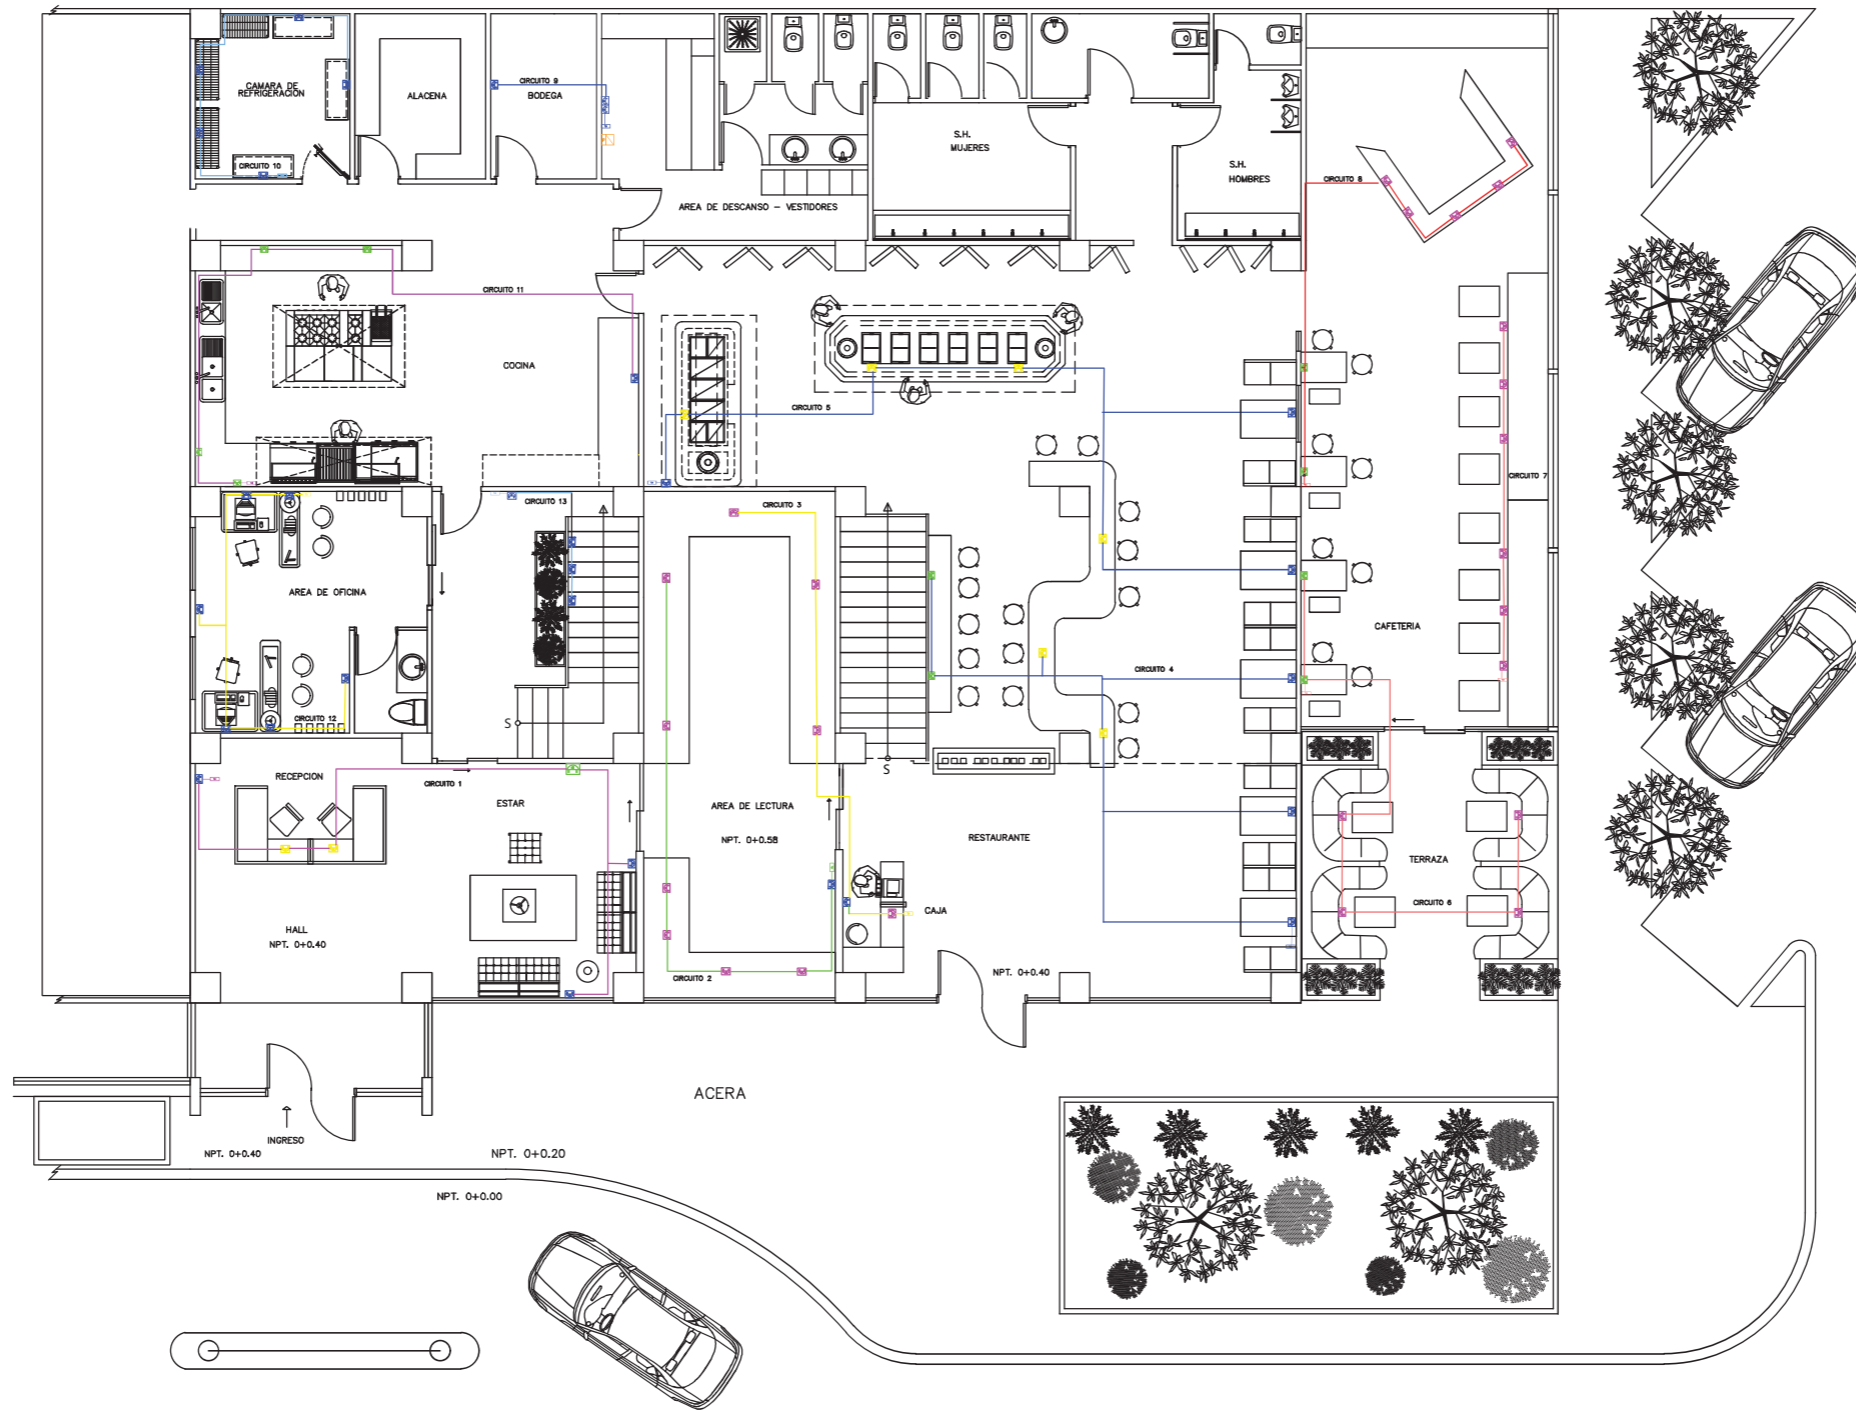 CIRCUITO 9
BODEGA
CAMARA DE
REFRIGERACION
ALACENA
CIRCUITO 10
S.H.
MUJERES
S.H.
HOMBRES
CIRCUITO 8
AREA DE DESCANSO - VESTIDORES
CIRCUITO 11
COCINA
CIRCUITO 5
CIRCUITO 7
CIRCUITO 13
CIRCUITO 3
AREA DE OFICINA
CAFETERIA
CIRCUITO 4
CIRCUITO 12
S
S
RECEPCION
CIRCUITO 1
ESTAR
AREA DE LECTURA
NPT. 0+0.58
RESTAURANTE
TERRAZA
CIRCUITO 6
CAJA
HALL
NPT. 0+0.40
CIRCUITO 2
NPT. 0+0.40
ACERA
INGRESO
NPT. 0+0.40
NPT. 0+0.20
NPT. 0+0.00